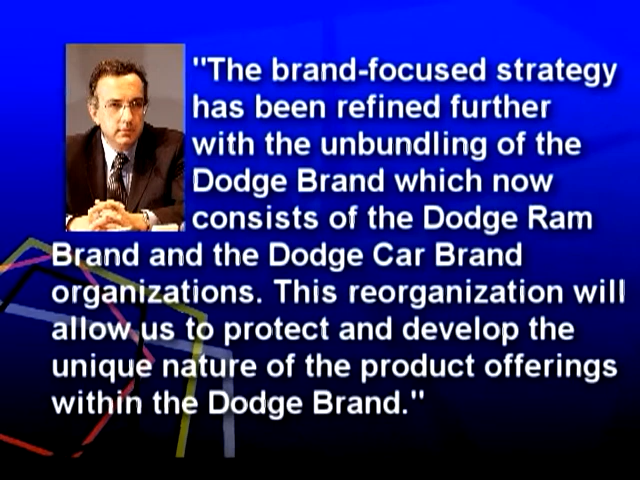 "The brand-focused strategy
has been refined further
with the unbundling of the
Dodge Brand which now
consists of the Dodge Ram
Brand and the Dodge Car Brand
organizations. This reorganization will
allow us to protect and develop the
unique nature of the product offerings
within the Dodge Brand."